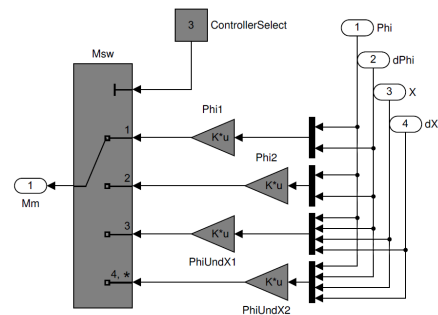 3 ControllerSelect
1 Phi
Msw
2 dPhi
3 X
4 dX
Phi1
1
K*u
Phi2
2
K*u
1
Mm
3
K*u
PhiUndX1
4, *
K*u
PhiUndX2